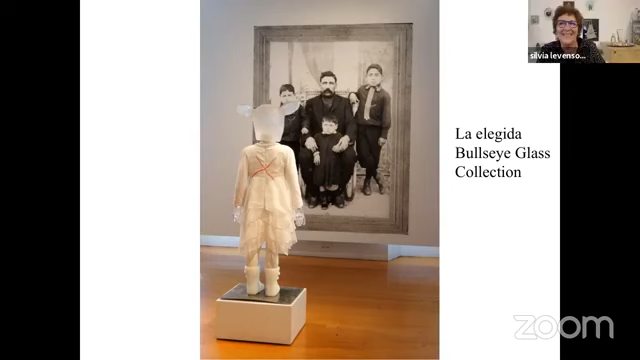 silvia levenso...
La elegida
Bullseye Glass
Collection
zoom